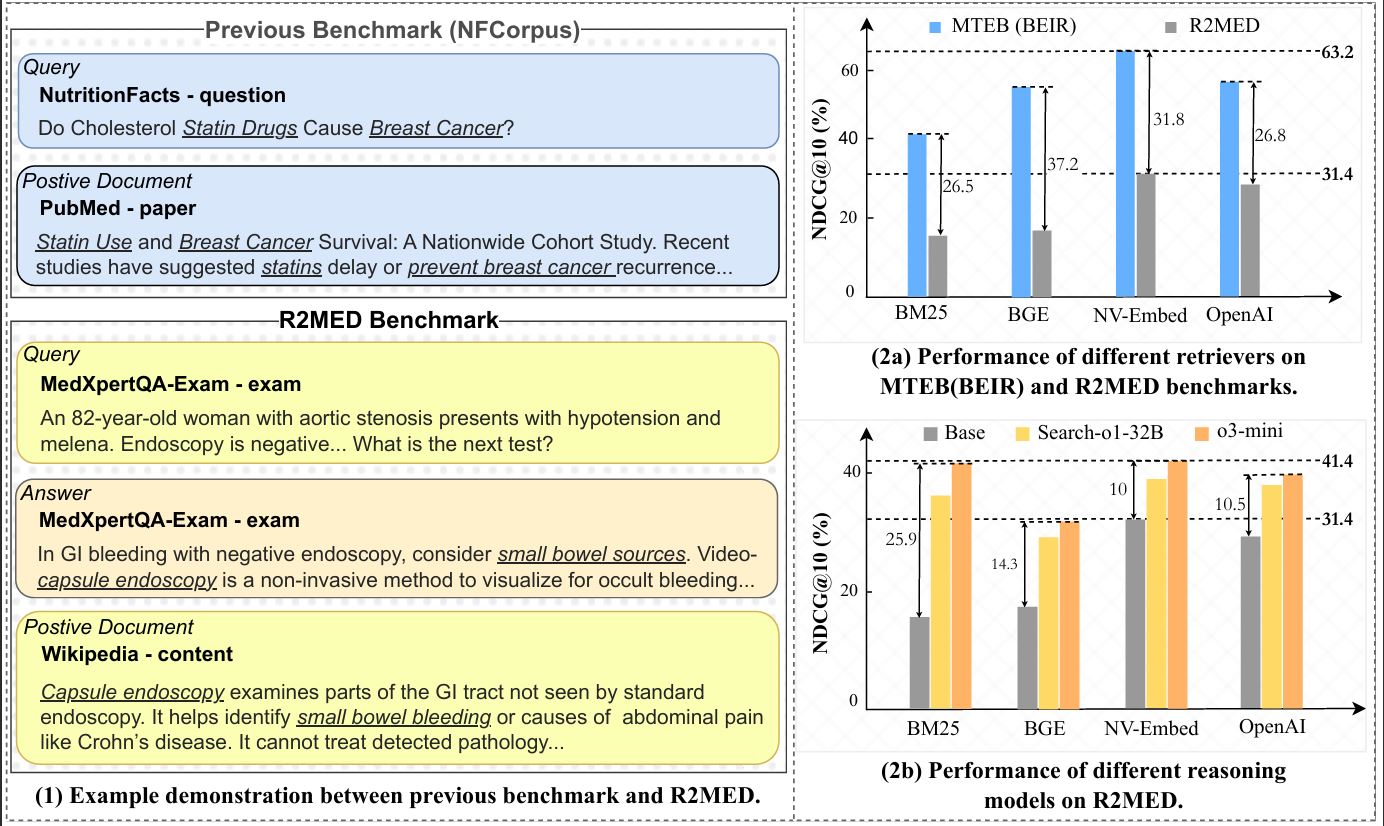 Previous Benchmark (NFCorpus)
Query
NutritionFacts - question
Do Cholesterol Statin Drugs Cause Breast Cancer?
Postive Document
PubMed - paper
Statin Use and Breast Cancer Survival: A Nationwide Cohort Study. Recent
studies have suggested statins delay or prevent breast cancer recurrence...
R2MED Benchmark
Query
MedXpertQA-Exam - exam
An 82-year-old woman with aortic stenosis presents with hypotension and
melena. Endoscopy is negative... What is the next test?
Answer
MedXpertQA-Exam - exam
In GI bleeding with negative endoscopy, consider small bowel sources. Video-
capsule endoscopy is a non-invasive method to visualize for occult bleeding...
Postive Document
Wikipedia - content
Capsule endoscopy examines parts of the GI tract not seen by standard
endoscopy. It helps identify small bowel bleeding or causes of abdominal pain
like Crohn's disease. It cannot treat detected pathology...
(1) Example demonstration between previous benchmark and R2MED.
MTEB (BEIR) R2MED
63.2
60
31.8
26.8
40
37.2
31.4
26.5
20
0
NDCG@10 (%)
BM25 BGE NV-Embed OpenAI
(2a) Performance of different retrievers on
MTEB(BEIR) and R2MED benchmarks.
Base Search-o1-32B o3-mini
41.4
40
10
10.5
31.4
25.9
14.3
20
0
NDCG@10 (%)
BM25 BGE NV-Embed OpenAI
(2b) Performance of different reasoning
models on R2MED.